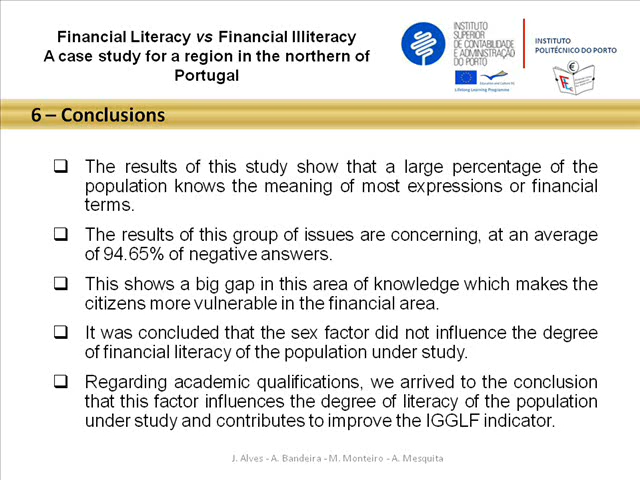 Financial Literacy vs Financial Illiteracy
A case study for a region in the northern of
Portugal
INSTITUTO
SUPERIOR
DE CONTABILIDADE
E ADMINISTRAÇÃO
DO PORTO
Education and Culture DG
Lifelong Learning Programme
INSTITUTO
POLITÉCNICO DO PORTO
€
6 – Conclusions
❑ The results of this study show that a large percentage of the
population knows the meaning of most expressions or financial
terms.
❑ The results of this group of issues are concerning, at an average
of 94.65% of negative answers.
❑ This shows a big gap in this area of knowledge which makes the
citizens more vulnerable in the financial area.
❑ It was concluded that the sex factor did not influence the degree
of financial literacy of the population under study.
❑ Regarding academic qualifications, we arrived to the conclusion
that this factor influences the degree of literacy of the population
under study and contributes to improve the IGGLF indicator.
J. Alves - A. Bandeira - M. Monteiro - A. Mesquita